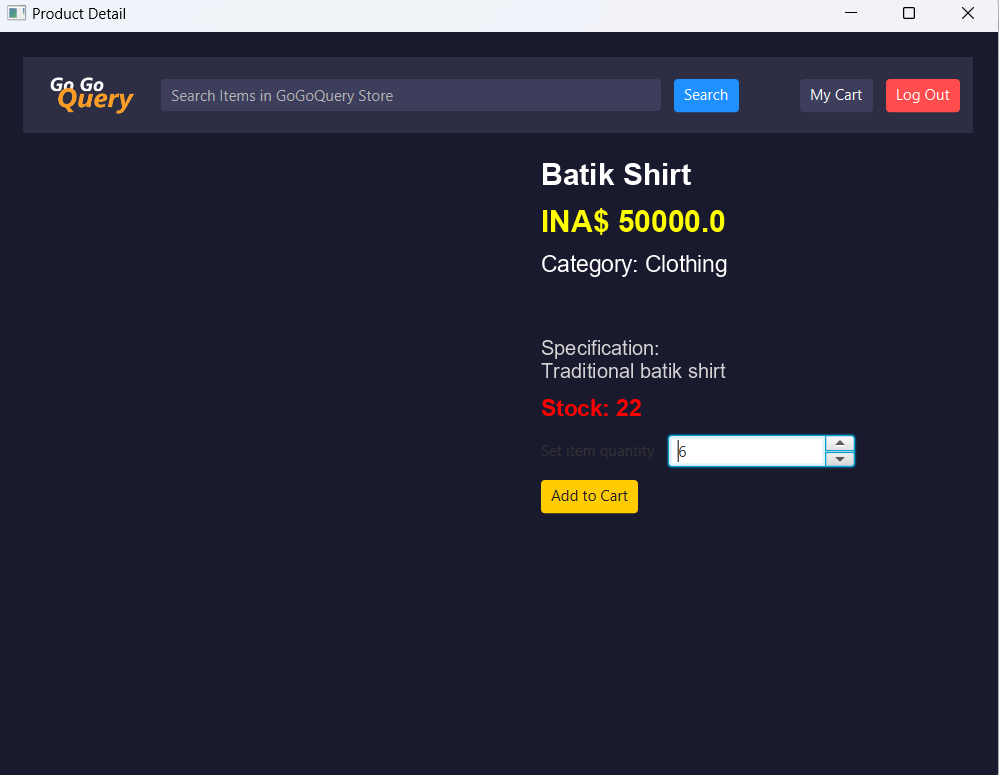 Product Detail
Go Go
Query
Search Items in GoGoQuery Store
Search
My Cart
Log Out
Batik Shirt
INA$ 50000.0
Category: Clothing
Specification:
Traditional batik shirt
Stock: 22
Set item quantity
6
Add to Cart